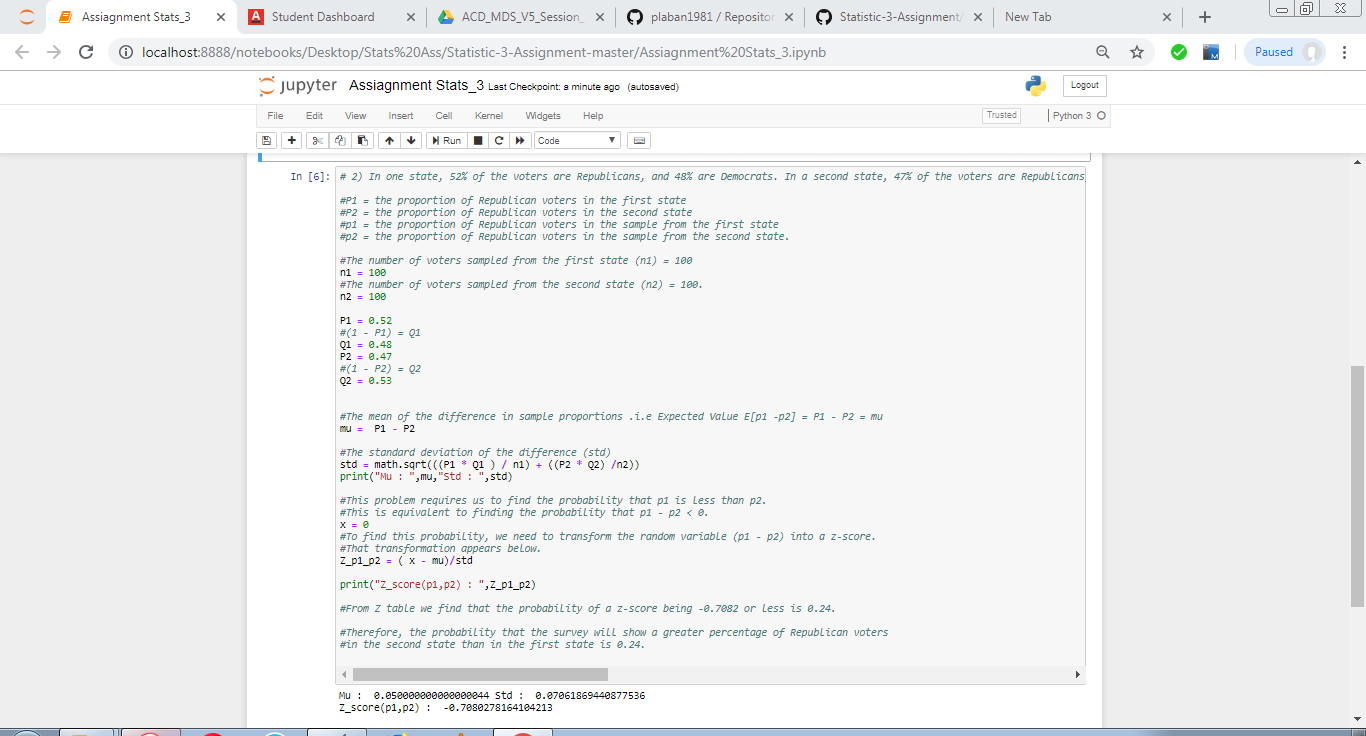 Assiagnment Stats_3
Student Dashboard
ACD_MDS_V5_Session_
plaban1981 / Repositor
Statistic-3-Assignment/
New Tab
localhost:8888/notebooks/Desktop/Stats%20Ass/Statistic-3-Assignment-master/Assiagnment%20Stats_3.ipynb
Paused
jupyter Assiagnment Stats_3 Last Checkpoint: a minute ago (autosaved)
Logout
File Edit View Insert Cell Kernel Widgets Help
Trusted
Python 3
Run
Code
In [6]:
# 2) In one state, 52% of the voters are Republicans, and 48% are Democrats. In a second state, 47% of the voters are Republicans,
#P1 = the proportion of Republican voters in the first state
#P2 = the proportion of Republican voters in the second state
#p1 = the proportion of Republican voters in the sample from the first state
#p2 = the proportion of Republican voters in the sample from the second state.
#The number of voters sampled from the first state (n1) = 100
n1 = 100
#The number of voters sampled from the second state (n2) = 100.
n2 = 100
P1 = 0.52
#(1 - P1) = Q1
Q1 = 0.48
P2 = 0.47
#(1 - P2) = Q2
Q2 = 0.53
#The mean of the difference in sample proportions .i.e Expected Value E[p1 -p2] = P1 - P2 = mu
mu =  P1 - P2
#The standard deviation of the difference (std)
std = math.sqrt(((P1 * Q1 ) / n1) + ((P2 * Q2) /n2))
print("Mu : ",mu,"Std : ",std)
#This problem requires us to find the probability that p1 is less than p2.
#This is equivalent to finding the probability that p1 - p2 < 0.
x = 0
#To find this probability, we need to transform the random variable (p1 - p2) into a z-score.
#That transformation appears below.
Z_p1_p2 = ( x - mu)/std
print("Z_score(p1,p2) : ",Z_p1_p2)
#From Z table we find that the probability of a z-score being -0.7082 or less is 0.24.
#Therefore, the probability that the survey will show a greater percentage of Republican voters
#in the second state than in the first state is 0.24.
Mu :  0.050000000000000044 Std :  0.07061869440877536
Z_score(p1,p2) :  -0.7080278164104213